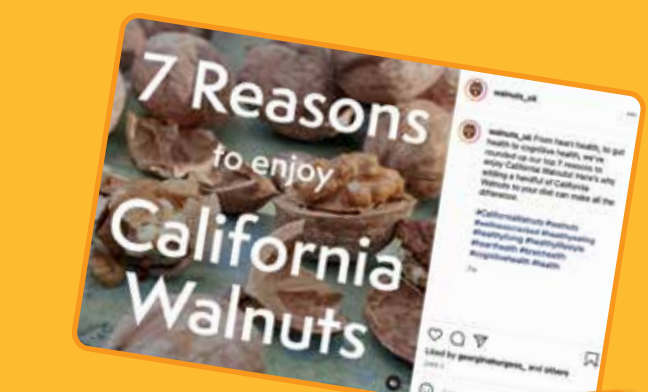 7 Reasons
to enjoy
California
Walnuts
walnuts_uk
walnuts_uk From heart health, to gut
health to cognitive health, we've
rounded up our top 7 reasons to
enjoy California Walnuts! Here's why
adding a handful of California
Walnuts to your diet can make all the
difference.
#CaliforniaWalnuts #walnuts
#healthyeating
#healthyliving #healthylifestyle
#hearthealth #brainhealth
#cognitivehealth #health
Liked by and others